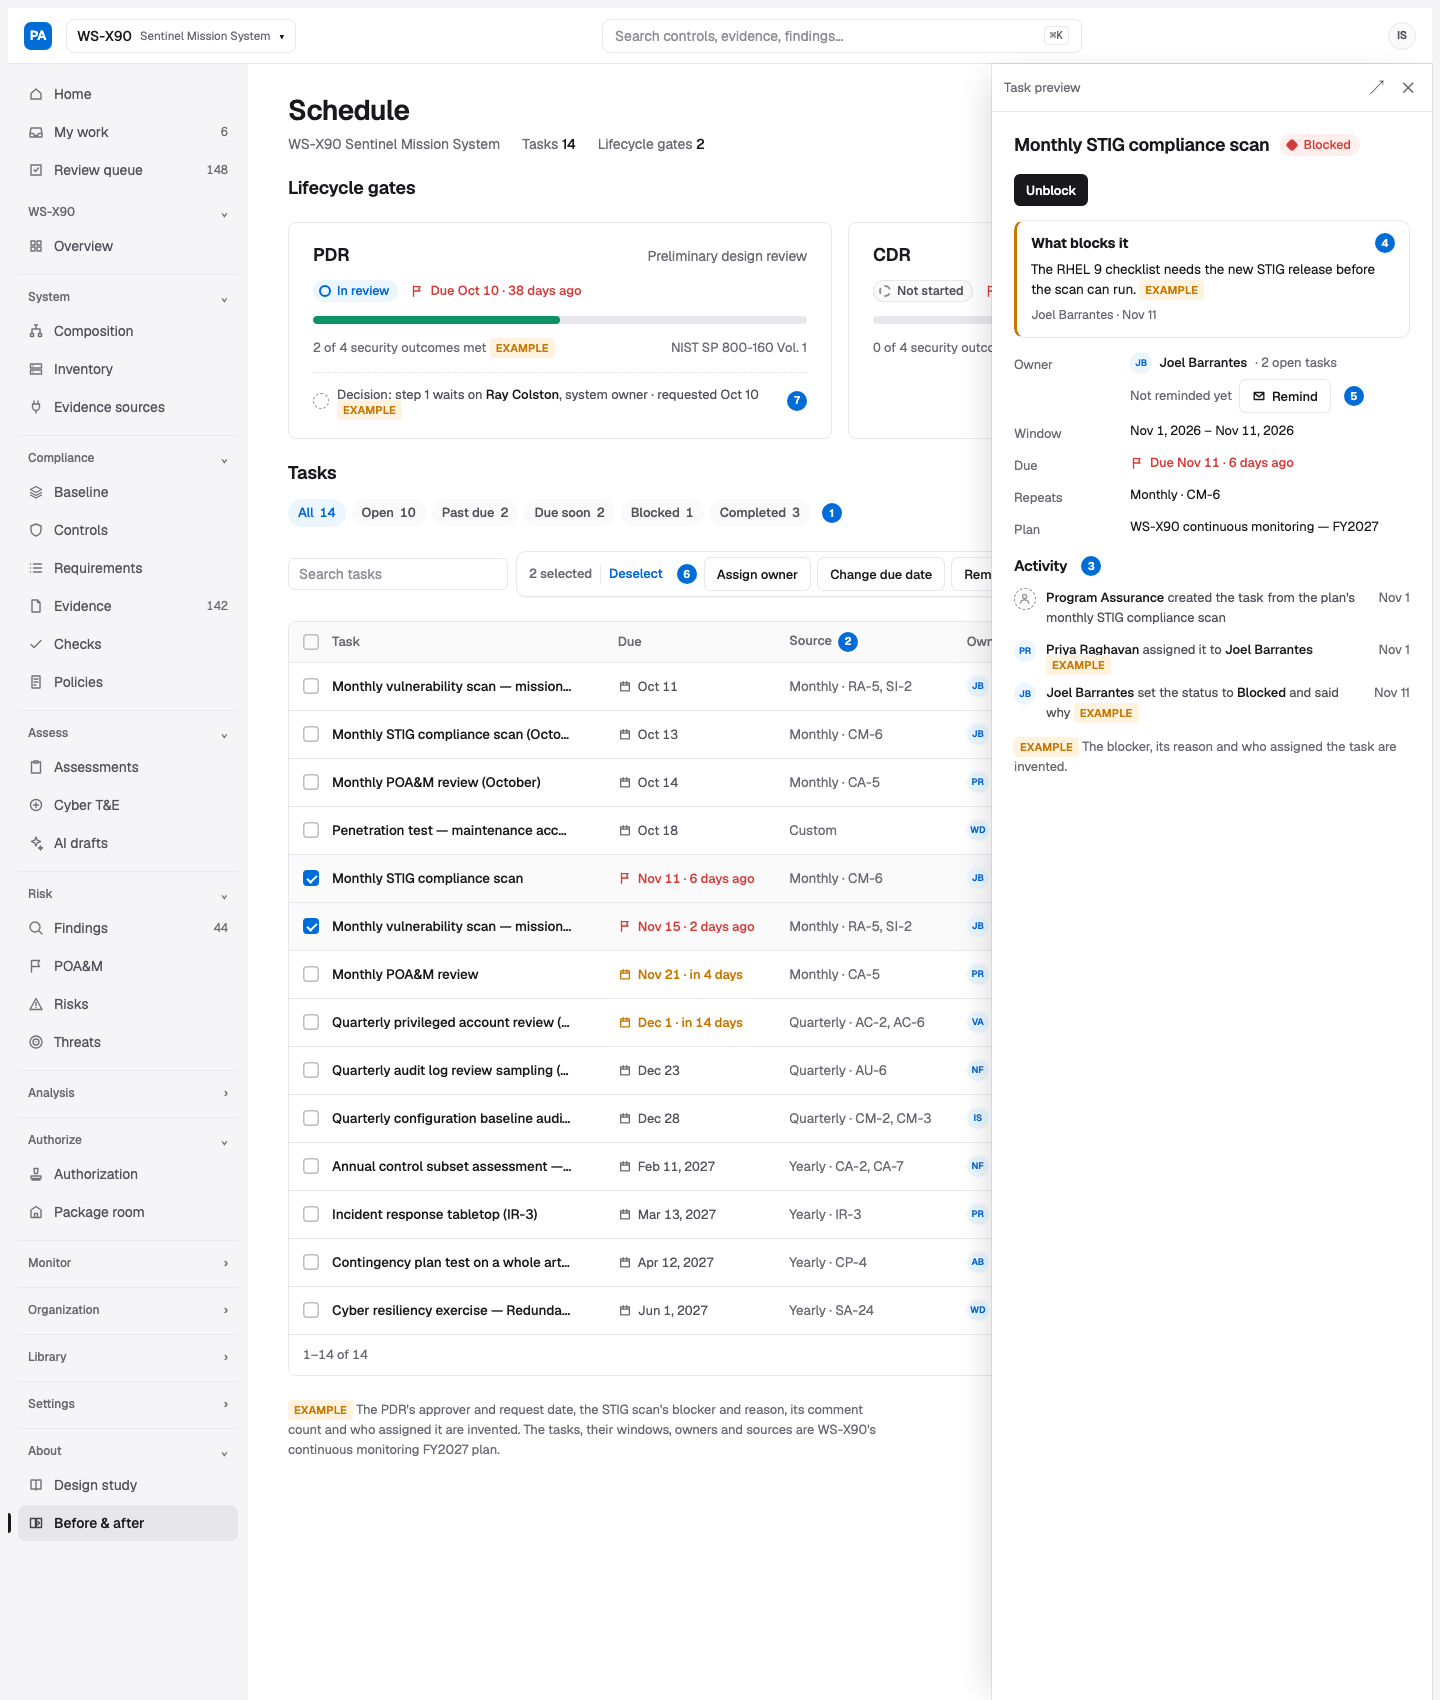 PA
WS-X90 Sentinel Mission System
Search controls, evidence, findings...
⌘K
IS
Home
My work 6
Review queue 148
WS-X90
Overview
System
Composition
Inventory
Evidence sources
Compliance
Baseline
Controls
Requirements
Evidence 142
Checks
Policies
Assess
Assessments
Cyber T&E
AI drafts
Risk
Findings 44
POA&M
Risks
Threats
Analysis
Authorize
Authorization
Package room
Monitor
Organization
Library
Settings
About
Design study
Before & after
Schedule
WS-X90 Sentinel Mission System Tasks 14 Lifecycle gates 2
Lifecycle gates
PDR Preliminary design review
In review Due Oct 10 · 38 days ago
2 of 4 security outcomes met EXAMPLE NIST SP 800-160 Vol. 1
Decision: step 1 waits on Ray Colston, system owner · requested Oct 10
EXAMPLE
7
CDR
Not started
0 of 4 security outco
Tasks
All 14 Open 10 Past due 2 Due soon 2 Blocked 1 Completed 3 1
Search tasks
2 selected Deselect 6 Assign owner Change due date Rem
Task Due Source 2 Own
Monthly vulnerability scan — mission... Oct 11 Monthly · RA-5, SI-2 JB
Monthly STIG compliance scan (Octo... Oct 13 Monthly · CM-6 JB
Monthly POA&M review (October) Oct 14 Monthly · CA-5 PR
Penetration test — maintenance acc... Oct 18 Custom WD
Monthly STIG compliance scan Nov 11 · 6 days ago Monthly · CM-6 JB
Monthly vulnerability scan — mission... Nov 15 · 2 days ago Monthly · RA-5, SI-2 JB
Monthly POA&M review Nov 21 · in 4 days Monthly · CA-5 PR
Quarterly privileged account review (... Dec 1 · in 14 days Quarterly · AC-2, AC-6 VA
Quarterly audit log review sampling (... Dec 23 Quarterly · AU-6 NF
Quarterly configuration baseline audi... Dec 28 Quarterly · CM-2, CM-3 IS
Annual control subset assessment —... Feb 11, 2027 Yearly · CA-2, CA-7 NF
Incident response tabletop (IR-3) Mar 13, 2027 Yearly · IR-3 PR
Contingency plan test on a whole art... Apr 12, 2027 Yearly · CP-4 AB
Cyber resiliency exercise — Redunda... Jun 1, 2027 Yearly · SA-24 WD
1–14 of 14
EXAMPLE The PDR's approver and request date, the STIG scan's blocker and reason, its comment
count and who assigned it are invented. The tasks, their windows, owners and sources are WS-X90's
continuous monitoring FY2027 plan.
Task preview
Monthly STIG compliance scan Blocked
Unblock
What blocks it 4
The RHEL 9 checklist needs the new STIG release before
the scan can run. EXAMPLE
Joel Barrantes · Nov 11
Owner JB Joel Barrantes · 2 open tasks
Not reminded yet Remind 5
Window Nov 1, 2026 – Nov 11, 2026
Due Due Nov 11 · 6 days ago
Repeats Monthly · CM-6
Plan WS-X90 continuous monitoring — FY2027
Activity 3
Program Assurance created the task from the plan's Nov 1
monthly STIG compliance scan
PR Priya Raghavan assigned it to Joel Barrantes Nov 1
EXAMPLE
JB Joel Barrantes set the status to Blocked and said Nov 11
why EXAMPLE
EXAMPLE The blocker, its reason and who assigned the task are
invented.